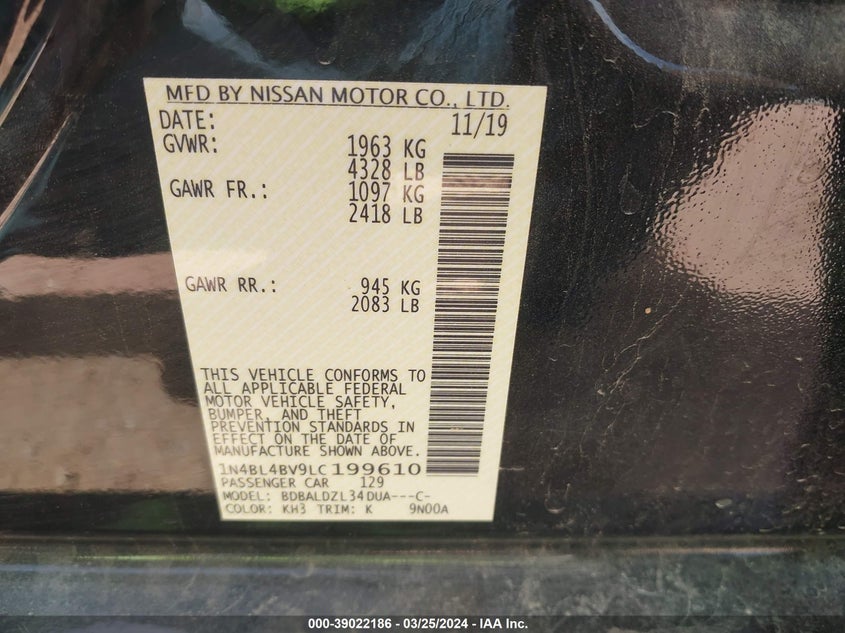 MFD BY NISSAN MOTOR CO., LTD.
DATE: 11/19
GVWR: 1963 KG
4328 LB
GAWR FR.: 1097 KG
2418 LB
GAWR RR.: 945 KG
2083 LB
THIS VEHICLE CONFORMS TO
ALL APPLICABLE FEDERAL
MOTOR VEHICLE SAFETY,
BUMPER, AND THEFT
PREVENTION STANDARDS IN
EFFECT ON THE DATE OF
MANUFACTURE SHOWN ABOVE.
1N4BL4BV9LC199610
PASSENGER CAR 129
MODEL: BDBALDZL34DUA---C-
COLOR: KH3 TRIM: K 9N00A
000-39022186 - 03/25/2024 - IAA Inc.